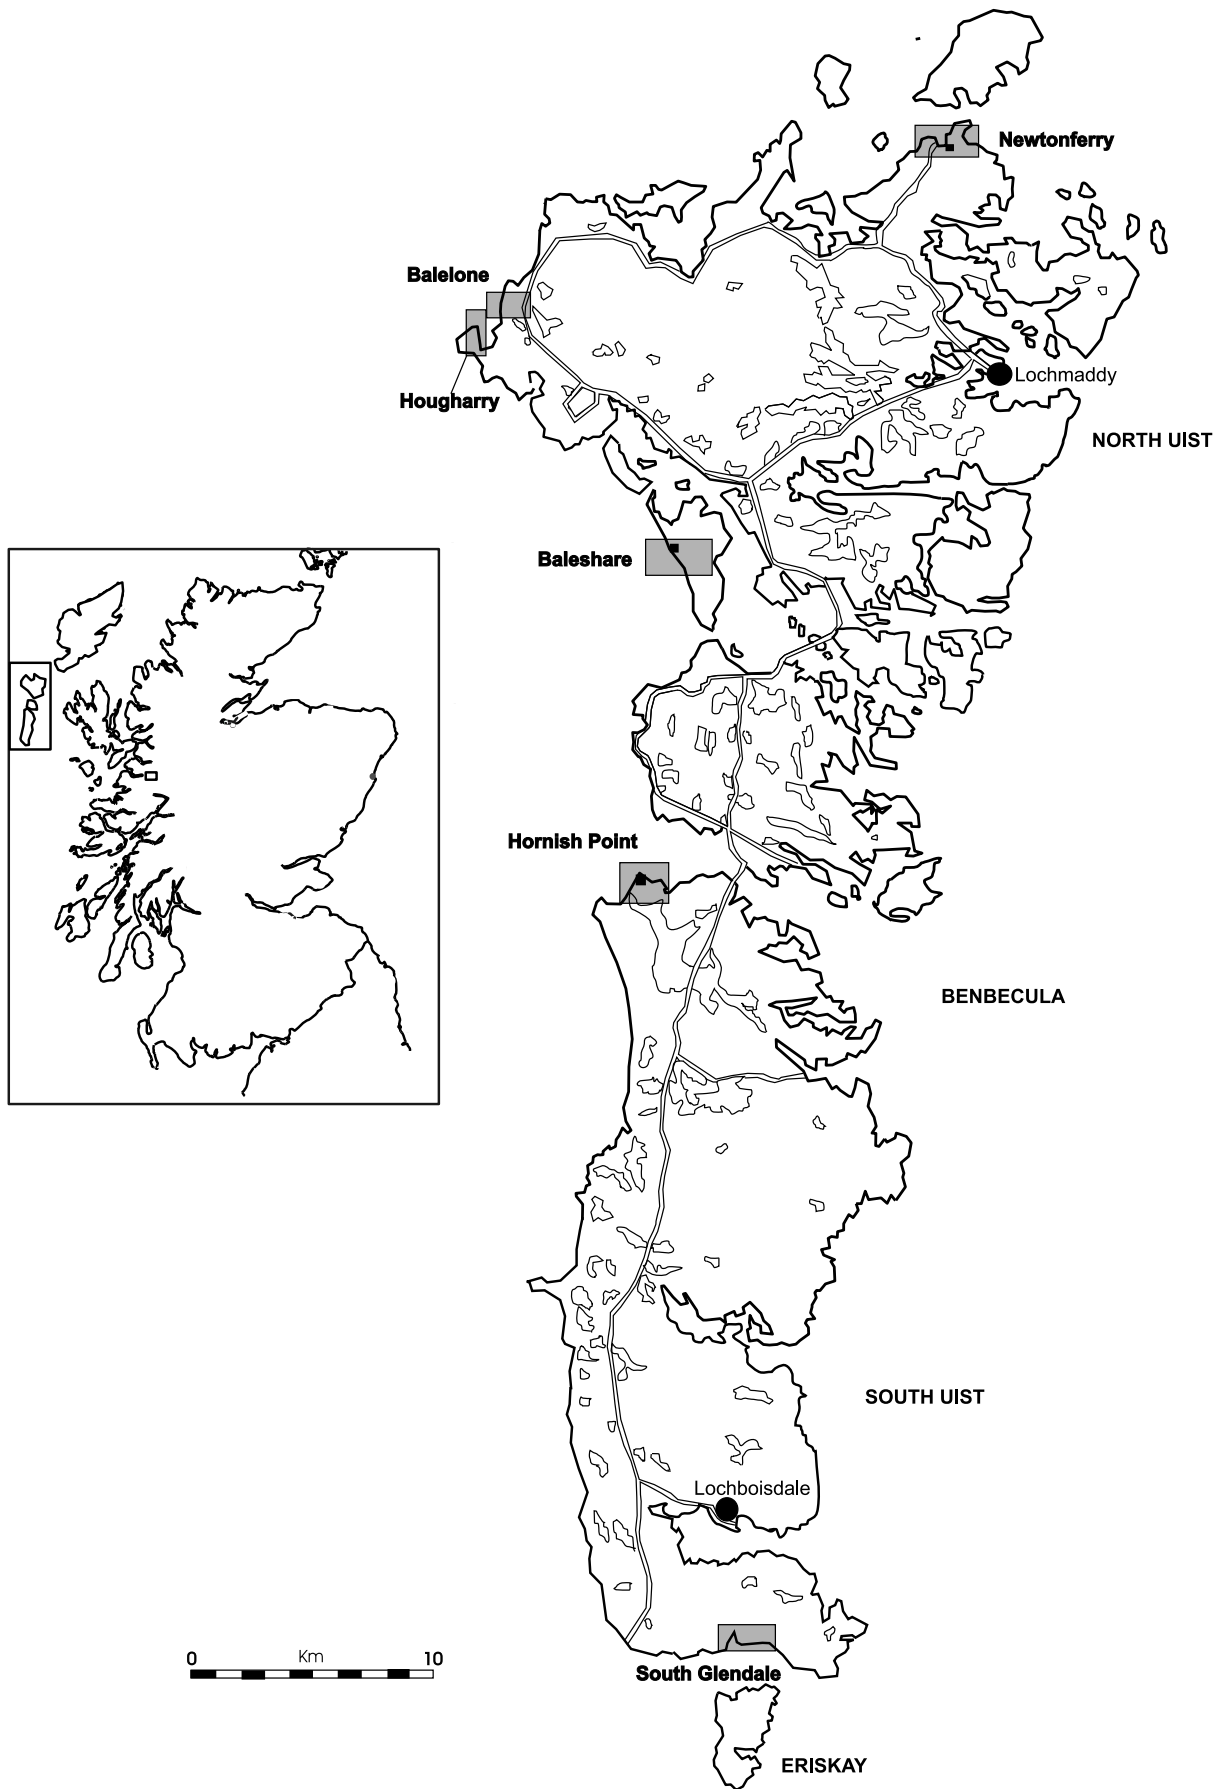 Newtonferry
Balelone
Lochmaddy
Hougharry
NORTH UIST
Baleshare
Hornish Point
BENBECULA
SOUTH UIST
Lochboisdale
0 Km 10
South Glendale
ERISKAY